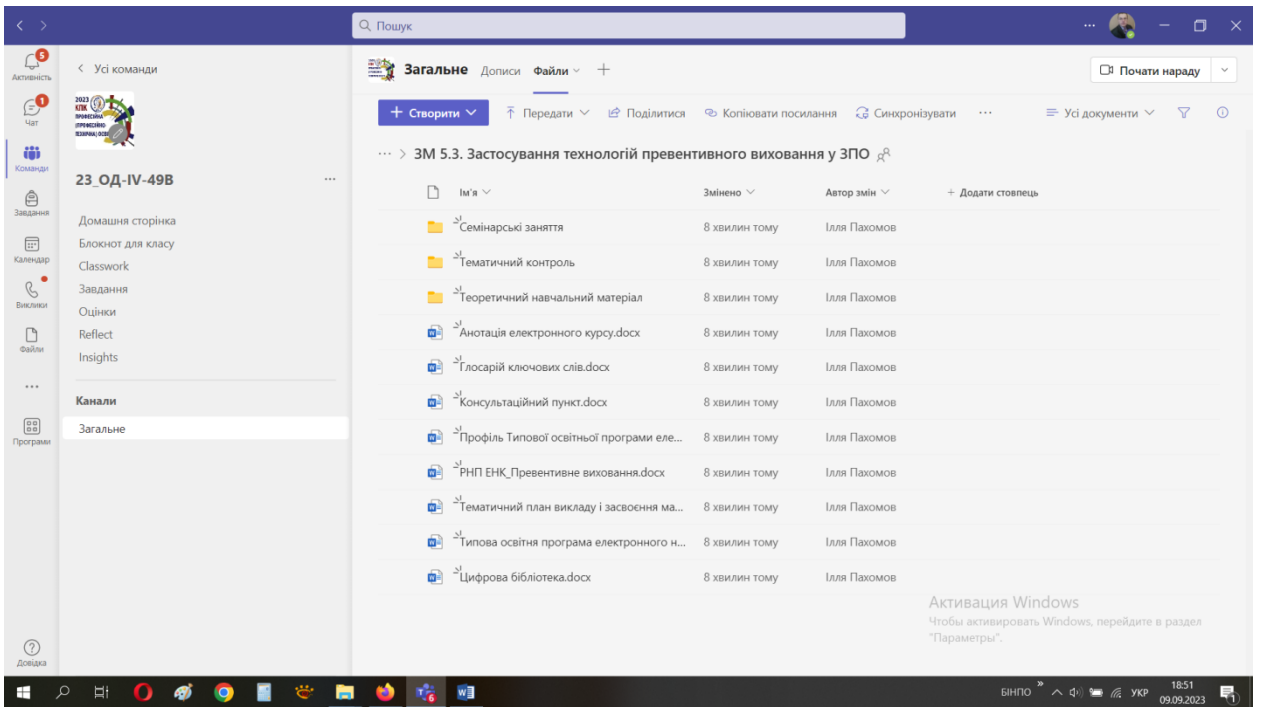 Пошук
5
Активність
1
Чат
Команди
Завдання
Календар
Виклики
Файли
Програми
Довідка
Усі команди
2023
КПІК
ПРОФЕСІЙНА
23_ОД-IV-49В
Домашня сторінка
Блокнот для класу
Classwork
Завдання
Оцінки
Reflect
Insights
Канали
Загальне
Загальне Дописи Файли
Почати нараду
Створити Передати Поділитися Копіювати посилання Синхронізувати ... Усі документи
... > ЗМ 5.3. Застосування технологій превентивного виховання у ЗПО
Ім'я Змінено Автор змін + Додати стовпець
Семінарські заняття 8 хвилин тому Ілля Пахомов
Тематичний контроль 8 хвилин тому Ілля Пахомов
Теоретичний навчальний матеріал 8 хвилин тому Ілля Пахомов
Анотація електронного курсу.docx 8 хвилин тому Ілля Пахомов
Глосарій ключових слів.docx 8 хвилин тому Ілля Пахомов
Консультаційний пункт.docx 8 хвилин тому Ілля Пахомов
Профіль Типової освітньої програми еле... 8 хвилин тому Ілля Пахомов
РНП ЕНК_Превентивне виховання.docx 8 хвилин тому Ілля Пахомов
Тематичний план викладу і засвоєння ма... 8 хвилин тому Ілля Пахомов
Типова освітня програма електронного н... 8 хвилин тому Ілля Пахомов
Цифрова бібліотека.docx 8 хвилин тому Ілля Пахомов
Активация Windows
Чтобы активировать Windows, перейдите в раздел
"Параметры".
6
БІНПО » УКР 18:51
09.09.2023
1